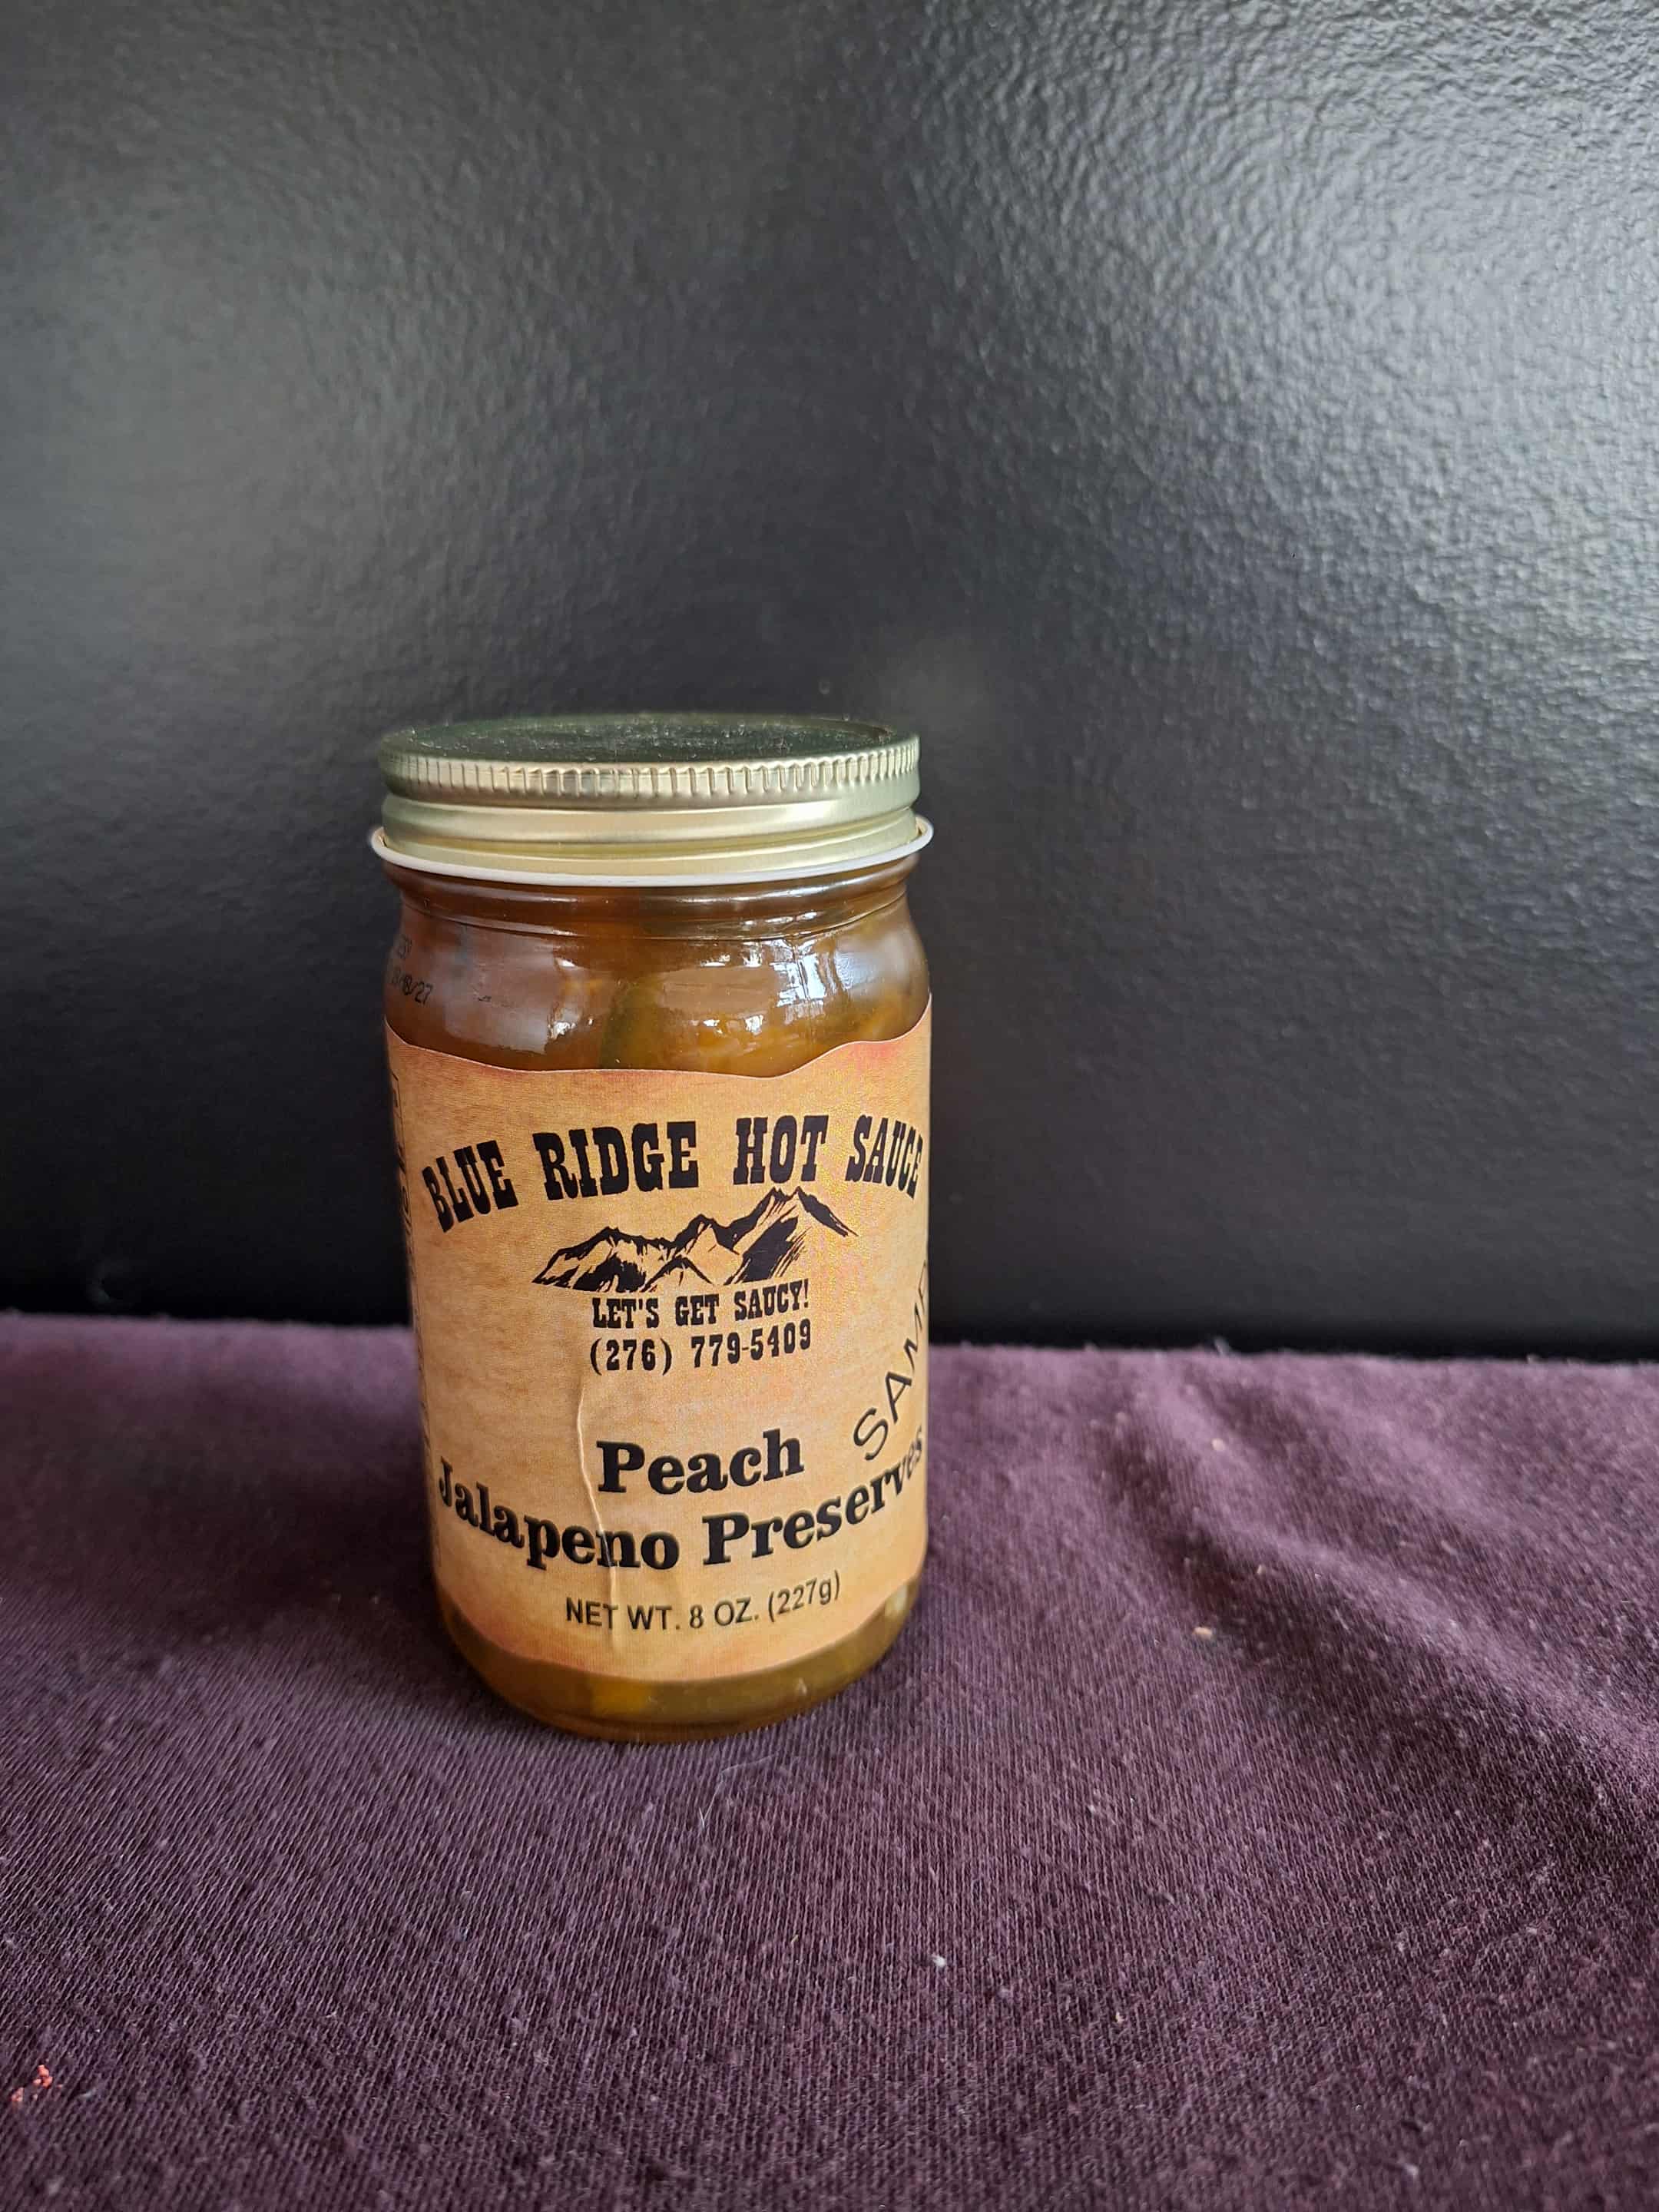 BLUE RIDGE HOT SAUCE
LET'S GET SAUCY!
(276) 779-5409
Peach
Jalapeno Preserves
NET WT. 8 OZ. (227g)